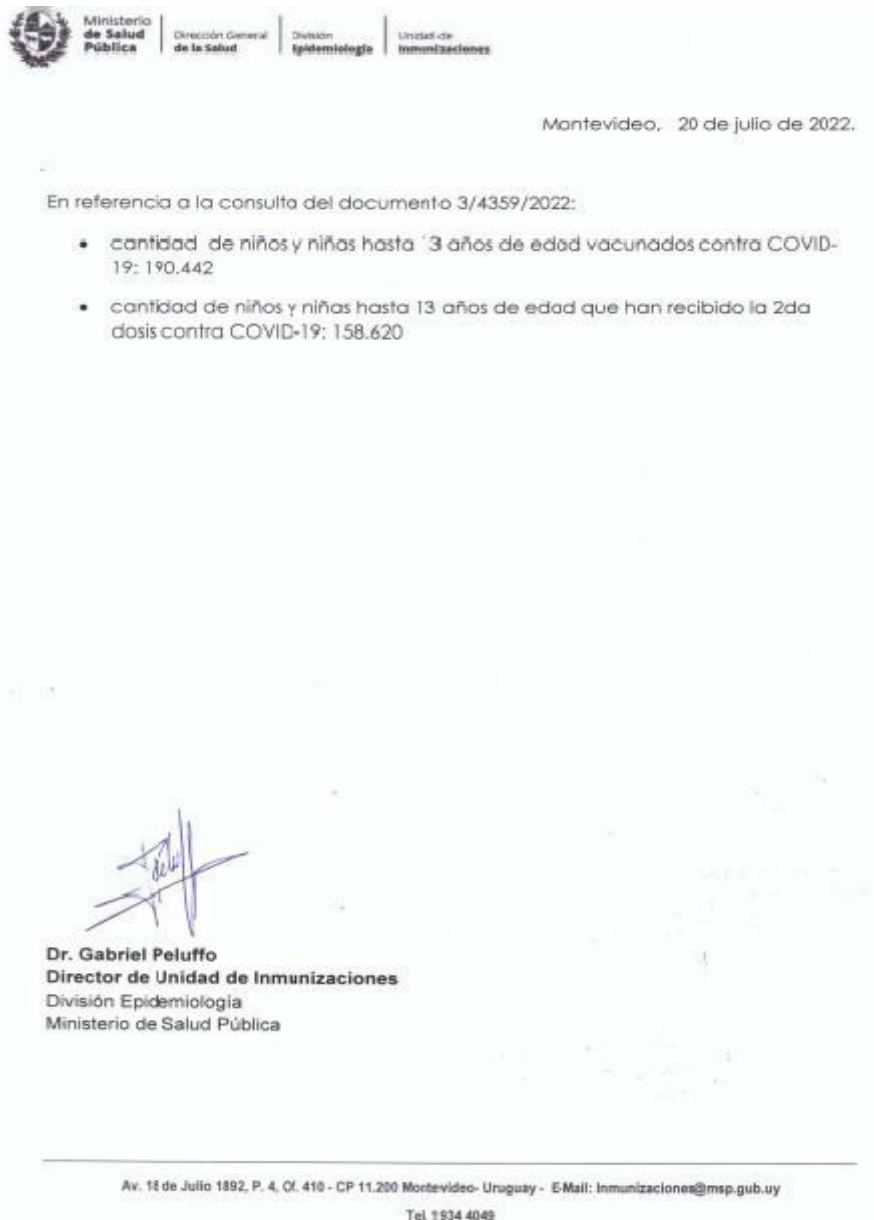 Ministerio
de Salud
Pública
Dirección General
de la Salud
División
Epidemiología
Unidad de
Inmunizaciones
Montevideo, 20 de julio de 2022.
En referencia a la consulta del documento 3/4359/2022:
• cantidad de niños y niñas hasta ´3 años de edad vacunados contra COVID-
19: 190.442
• cantidad de niños y niñas hasta 13 años de edad que han recibido la 2da
dosis contra COVID-19: 158.620
Dr. Gabriel Peluffo
Director de Unidad de Inmunizaciones
División Epidemiología
Ministerio de Salud Pública
Av. 18 de Julio 1892, P. 4, Of. 410 - CP 11.200 Montevideo- Uruguay - E-Mail: Inmunizaciones@msp.gub.uy
Tel. 1934 4049